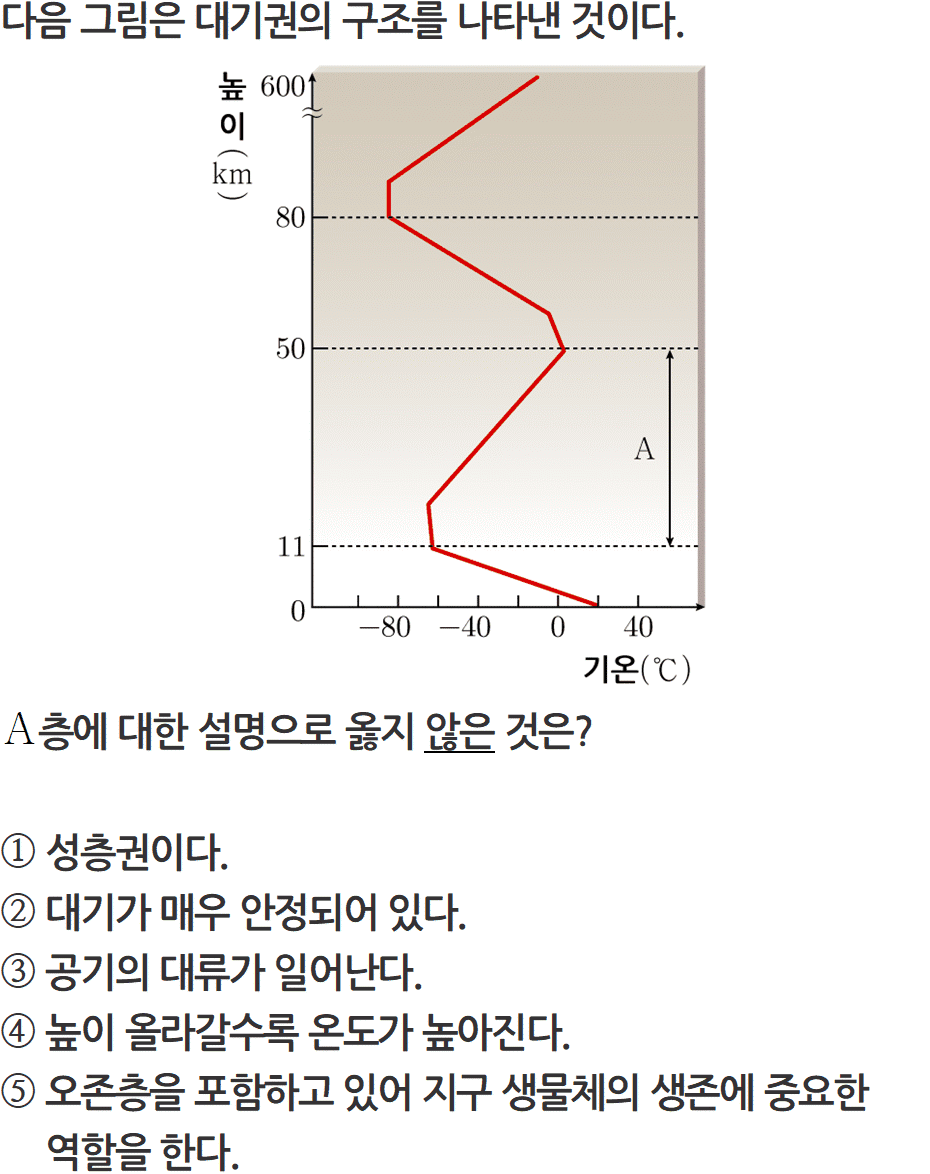 다음 그림은 대기권의 구조를 나타낸 것이다.
높이(km)
600
80
50
A
11
0
−80 −40 0 40
기온(℃)
A층에 대한 설명으로 옳지 않은 것은?
① 성층권이다.
② 대기가 매우 안정되어 있다.
③ 공기의 대류가 일어난다.
④ 높이 올라갈수록 온도가 높아진다.
⑤ 오존층을 포함하고 있어 지구 생물체의 생존에 중요한
역할을 한다.